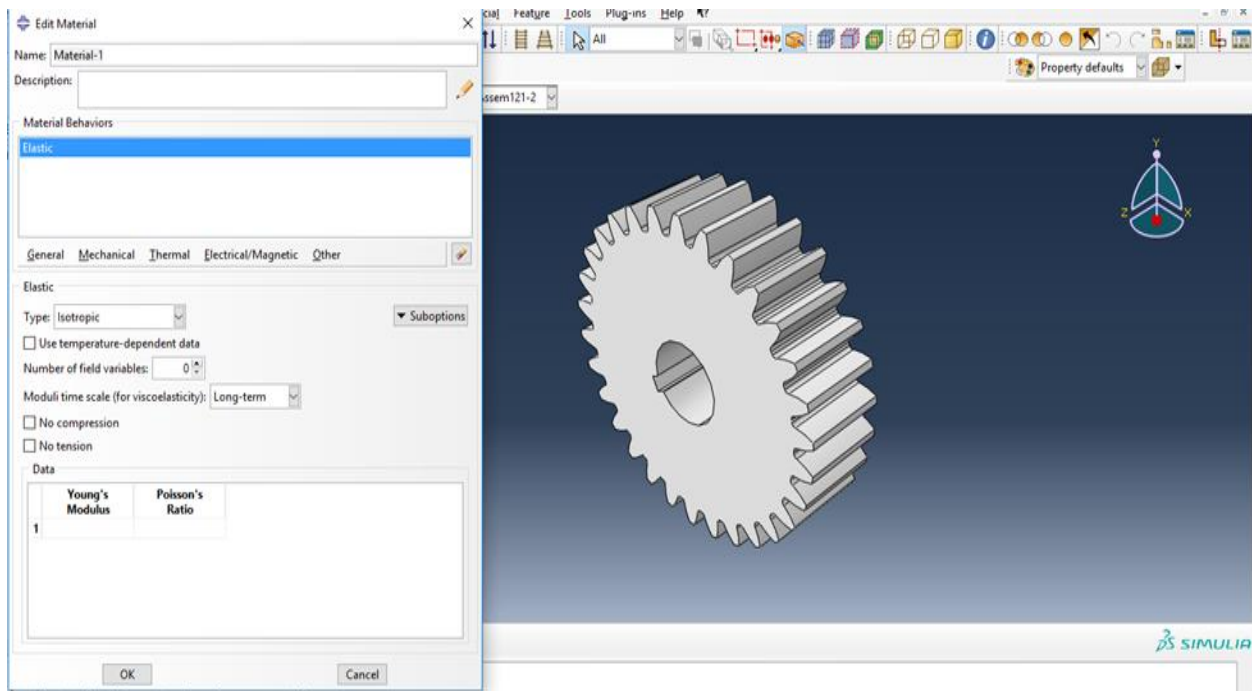 Edit Material
Name: Material-1
Description:
Material Behaviors
Elastic
General Mechanical Thermal Electrical/Magnetic Other
Elastic
Type: Isotropic
Suboptions
Use temperature-dependent data
Number of field variables: 0
Moduli time scale (for viscoelasticity): Long-term
No compression
No tension
Data
Young's Modulus
Poisson's Ratio
1
OK Cancel
Feature Tools Plug-ins Help
All
Property defaults
ssem121-2
Y
Z X
SIMULIA